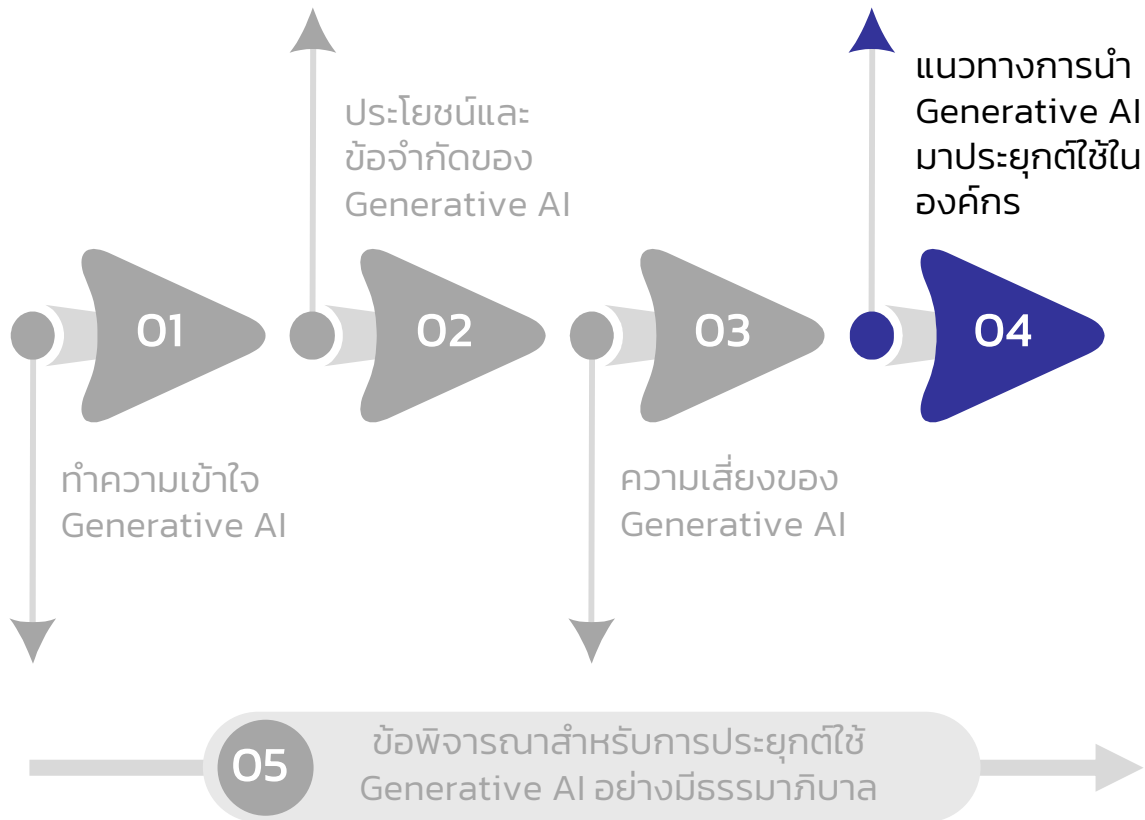 แนวทางการนำ
Generative AI
มาประยุกต์ใช้ใน
องค์กร
ประโยชน์และ
ข้อจำกัดของ
Generative AI
01
02
03
04
ทำความเข้าใจ
Generative AI
ความเสี่ยงของ
Generative AI
05
ข้อพิจารณาสำหรับการประยุกต์ใช้
Generative AI อย่างมีธรรมาภิบาล